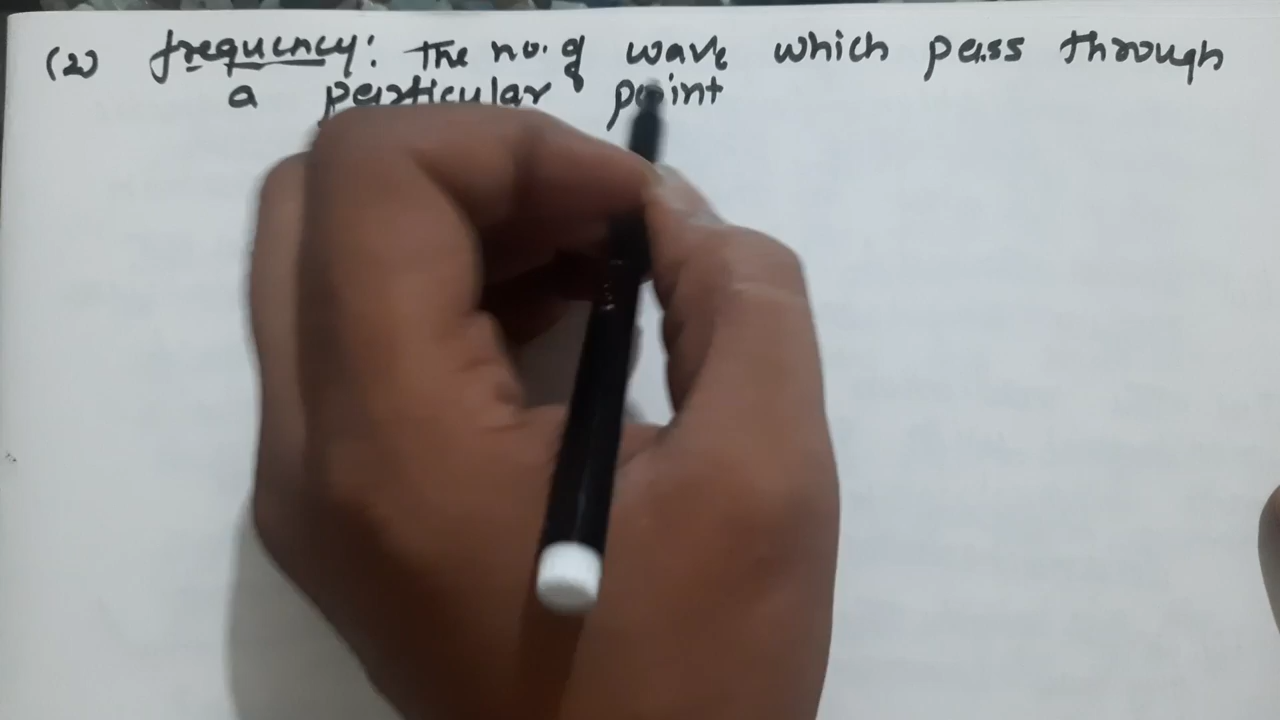 (2) frequency: The no. of wave which pass through
a particular point